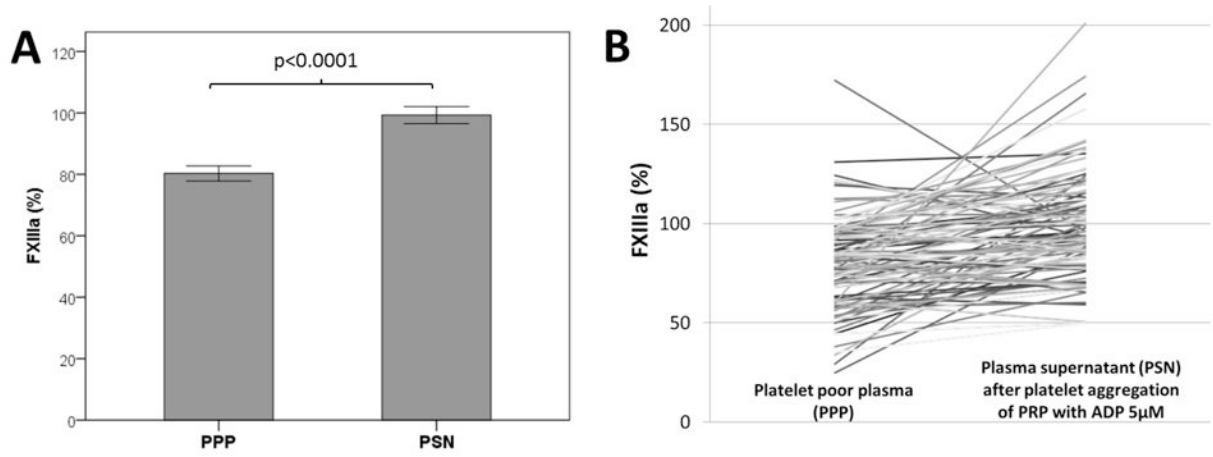 A
p<0.0001
FXIIIa (%)
120
100
80
60
40
20
0
PPP
PSN
B
FXIIIa (%)
200
150
100
50
0
Platelet poor plasma
(PPP)
Plasma supernatant (PSN)
after platelet aggregation
of PRP with ADP 5μM